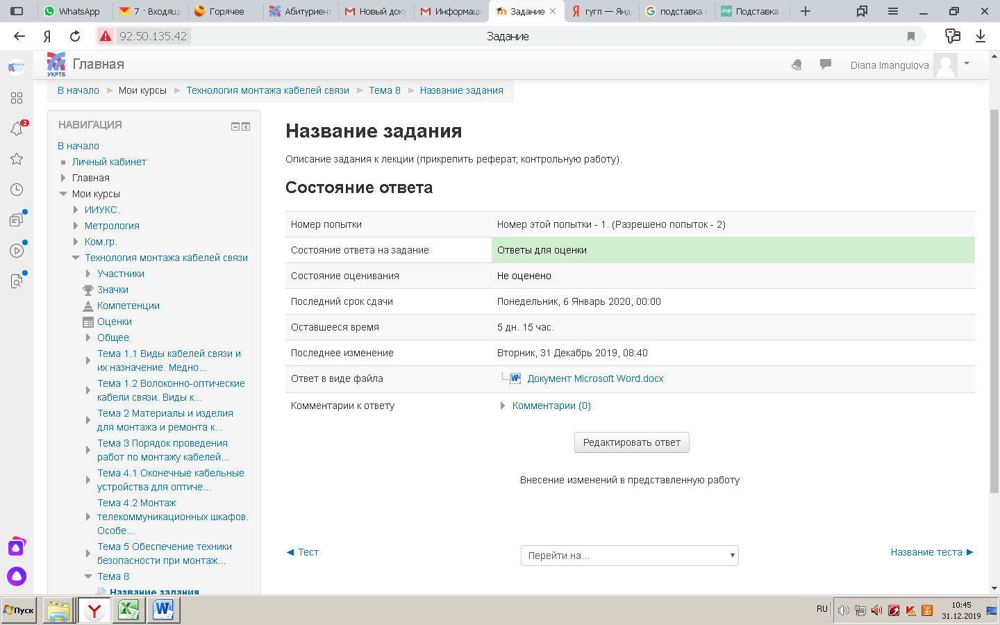 WhatsApp
7 · Входящи
Горячее
Абитуриент
Новый доку
Информаци
Задание
гугл — Янд
подставка п
Подставка
92.50.135.42
Задание
УКРТБ
Главная
Diana Imangulova
В начало
Мои курсы
Технология монтажа кабелей связи
Тема 8
Название задания
2
НАВИГАЦИЯ
В начало
Личный кабинет
Главная
Мои курсы
ИИУКС.
Метрология
Ком.гр.
Технология монтажа кабелей связи
Участники
Значки
Компетенции
Оценки
Общее
Тема 1.1 Виды кабелей связи и
их назначение. Медно...
Тема 1.2 Волоконно-оптические
кабели связи. Виды к...
Тема 2 Материалы и изделия
для монтажа и ремонта к...
Тема 3 Порядок проведения
работ по монтажу кабелей...
Тема 4.1 Оконечные кабельные
устройства для оптиче...
Тема 4.2 Монтаж
телекоммуникационных шкафов.
Особе...
Тема 5 Обеспечение техники
безопасности при монтаж...
Тема 8
Название задания
Название задания
Описание задания к лекции (прикрепить реферат, контрольную работу).
Состояние ответа
Номер попытки
Номер этой попытки - 1. (Разрешено попыток - 2)
Состояние ответа на задание
Ответы для оценки
Состояние оценивания
Не оценено
Последний срок сдачи
Понедельник, 6 Январь 2020, 00:00
Оставшееся время
5 дн. 15 час.
Последнее изменение
Вторник, 31 Декабрь 2019, 08:40
Ответ в виде файла
Документ Microsoft Word.docx
Комментарии к ответу
Комментарии (0)
Редактировать ответ
Внесение изменений в представленную работу
◄ Тест
Перейти на...
Название теста ►
Пуск
RU
10:45
31.12.2019